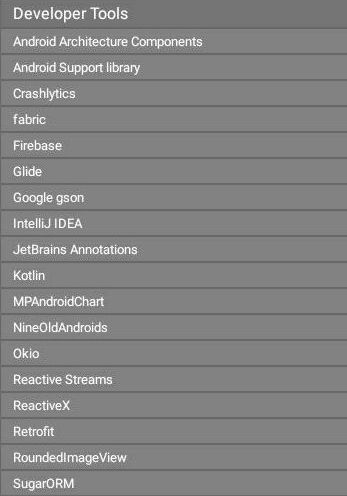 Developer Tools
Android Architecture Components
Android Support library
Crashlytics
fabric
Firebase
Glide
Google gson
IntelliJ IDEA
JetBrains Annotations
Kotlin
MPAndroidChart
NineOldAndroids
Okio
Reactive Streams
ReactiveX
Retrofit
RoundedImageView
SugarORM